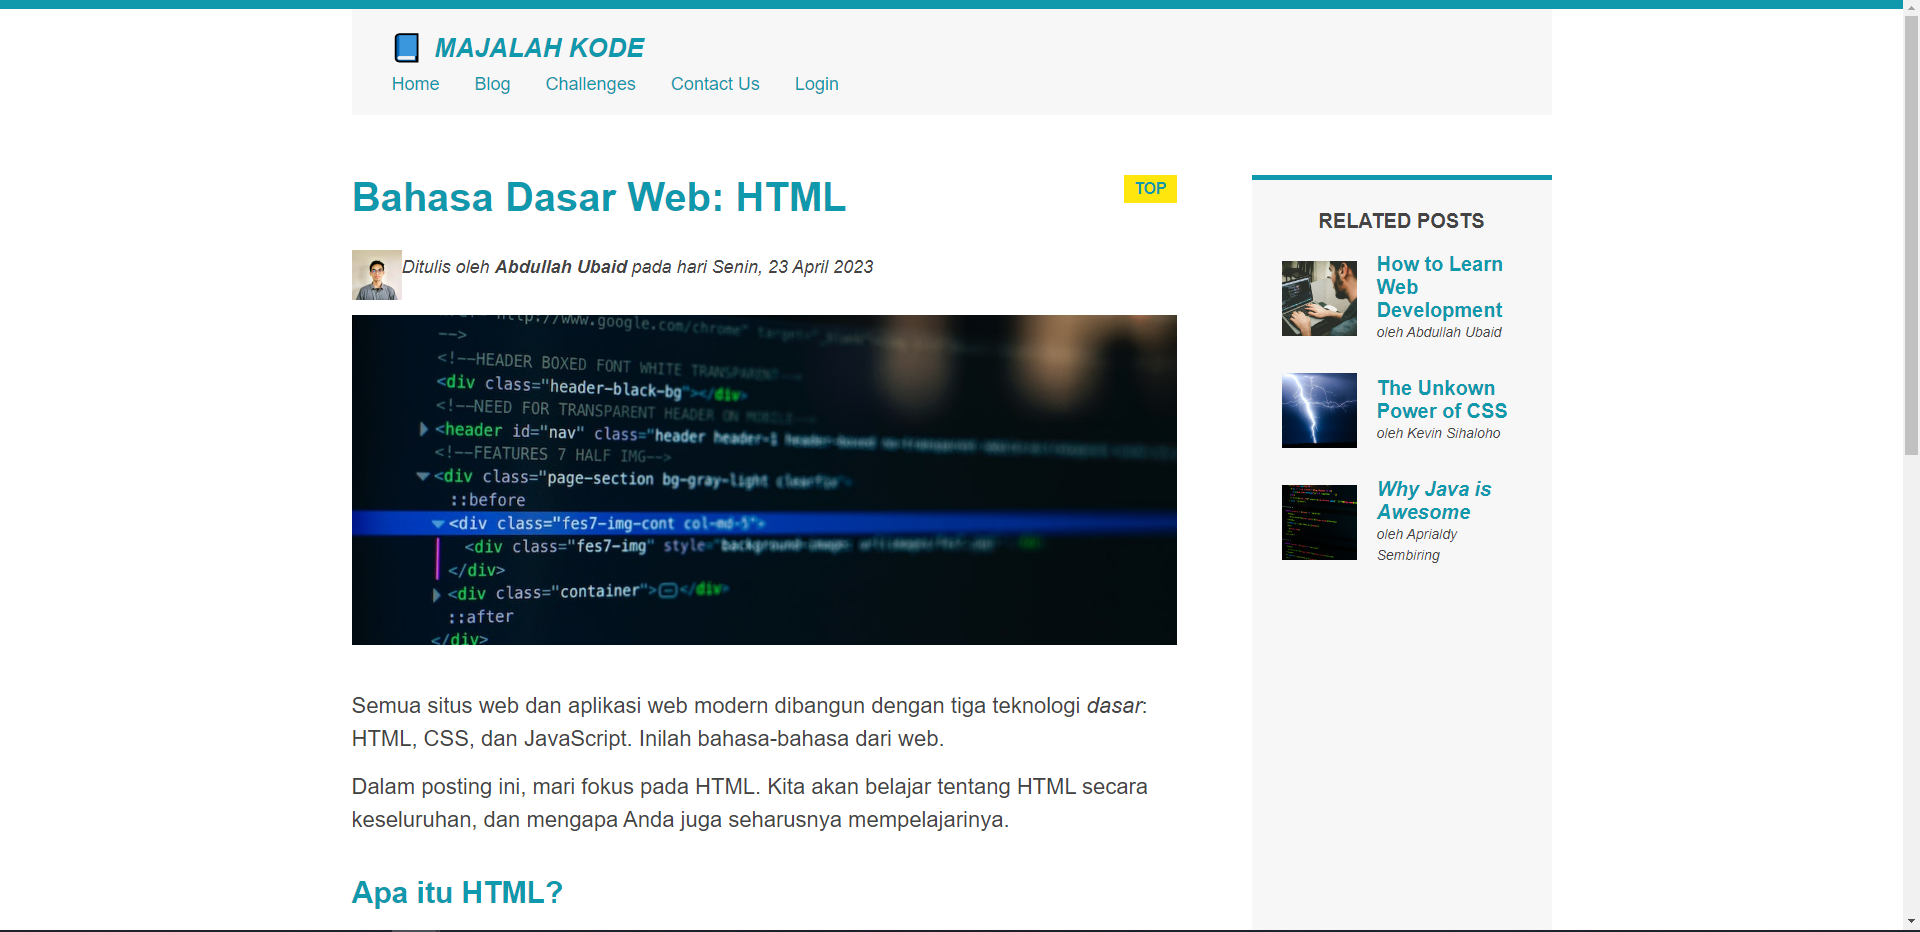 MAJALAH KODE
Home Blog Challenges Contact Us Login
Bahasa Dasar Web: HTML
TOP
Ditulis oleh Abdullah Ubaid pada hari Senin, 23 April 2023
http://www.google.com/chrome"
-->
<!--HEADER BOXED FONT WHITE TRANSPARENT-->
<div class="header-black-bg"></div>
<!--NEED FOR TRANSPARENT HEADER ON MOBILE-->
<header id="nav" class="header header-1
<!--FEATURES 7 HALF IMG-->
<div class="page-section bg-gray-light clearfix">
::before
<div class="fes7-img-cont col-md-5">
<div class="fes7-img" style=
</div>
<div class="container"></div>
::after
</div>
Semua situs web dan aplikasi web modern dibangun dengan tiga teknologi dasar:
HTML, CSS, dan JavaScript. Inilah bahasa-bahasa dari web.
Dalam posting ini, mari fokus pada HTML. Kita akan belajar tentang HTML secara
keseluruhan, dan mengapa Anda juga seharusnya mempelajarinya.
Apa itu HTML?
RELATED POSTS
How to Learn
Web
Development
oleh Abdullah Ubaid
The Unkown
Power of CSS
oleh Kevin Sihaloho
Why Java is
Awesome
oleh Aprialdy
Sembiring